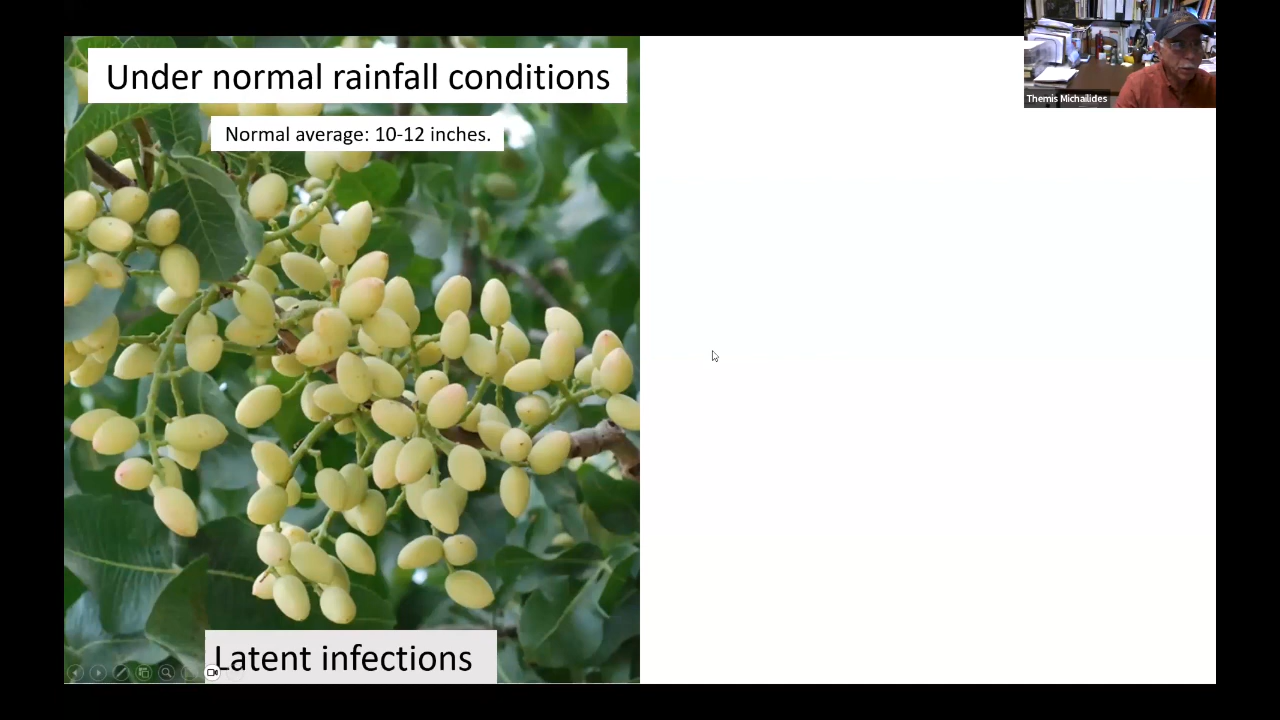 Under normal rainfall conditions
Normal average: 10-12 inches.
Latent infections
Themis Michailides